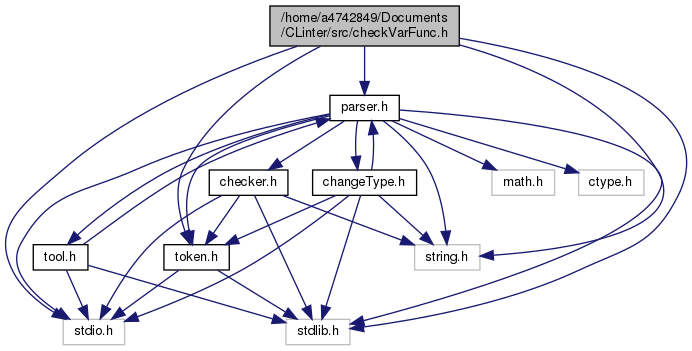 /home/a4742849/Documents
/CLinter/src/checkVarFunc.h
parser.h
checker.h
changeType.h
math.h
ctype.h
tool.h
token.h
string.h
stdio.h
stdlib.h